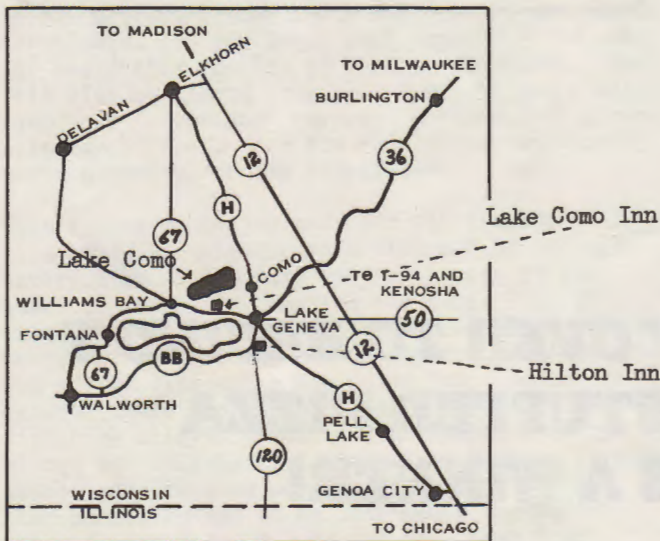 TO MADISON
ELKHORN
TO MILWAUKEE
BURLINGTON
DELAVAN
12
36
H
67
Lake Como Inn
Lake Como
COMO
TO T-94 AND
KENOSHA
WILLIAMS BAY
LAKE
GENEVA
50
FONTANA
BB
12
67
Hilton Inn
H
WALWORTH
PELL
LAKE
120
GENOA CITY
WISCONSIN
ILLINOIS
TO CHICAGO